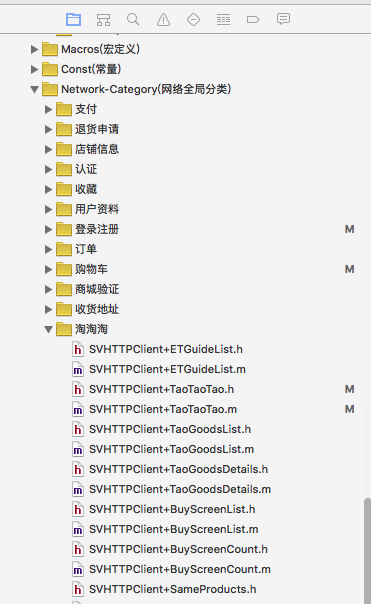 Macros(宏定义)
Const(常量)
Network-Category(网络全局分类)
支付
退货申请
店铺信息
认证
收藏
用户资料
登录注册 M
订单
购物车 M
商城验证
收货地址
淘淘淘
h SVHTTPClient+ETGuideList.h
m SVHTTPClient+ETGuideList.m
h SVHTTPClient+TaoTaoTao.h M
m SVHTTPClient+TaoTaoTao.m M
h SVHTTPClient+TaoGoodsList.h
m SVHTTPClient+TaoGoodsList.m
h SVHTTPClient+TaoGoodsDetails.h
m SVHTTPClient+TaoGoodsDetails.m
h SVHTTPClient+BuyScreenList.h
m SVHTTPClient+BuyScreenList.m
h SVHTTPClient+BuyScreenCount.h
m SVHTTPClient+BuyScreenCount.m
h SVHTTPClient+SameProducts.h